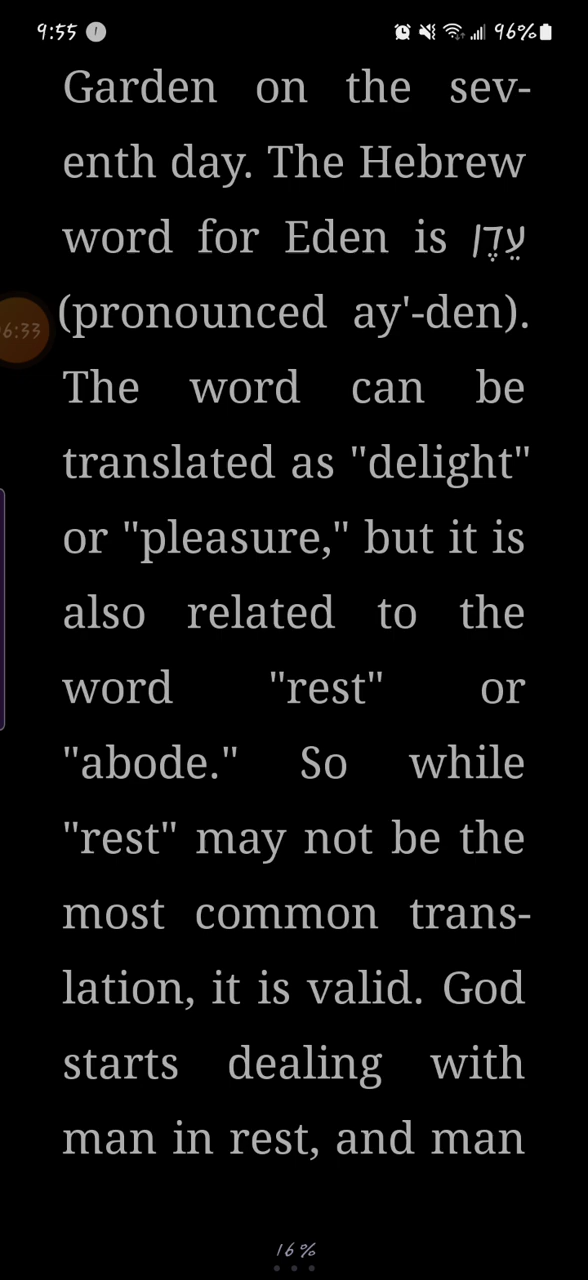 9:55
96%
Garden on the sev-
enth day. The Hebrew
word for Eden is עֵדֶן
(pronounced ay'-den).
6:33
The word can be
translated as "delight"
or "pleasure," but it is
also related to the
word "rest" or
"abode." So while
"rest" may not be the
most common trans-
lation, it is valid. God
starts dealing with
man in rest, and man
16%